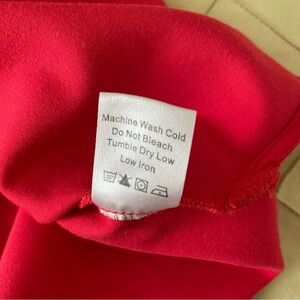 Machine Wash Cold
Do Not Bleach
Tumble Dry Low
Low Iron